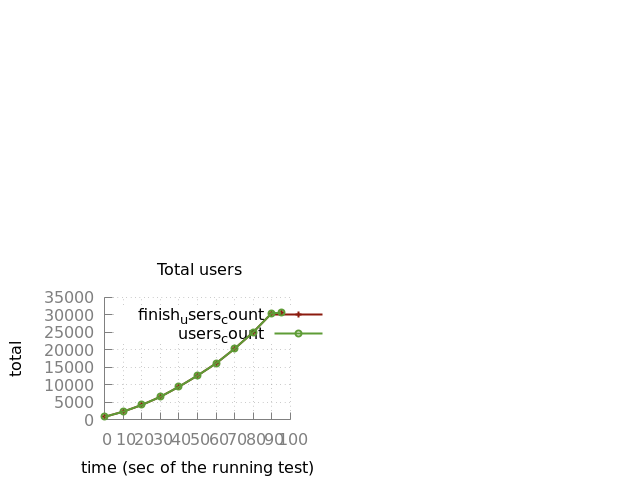 Total users
35000
30000
25000
20000
15000
10000
5000
0
total
finish_users_count
users_count
0 10 20 30 40 50 60 70 80 90 100
time (sec of the running test)